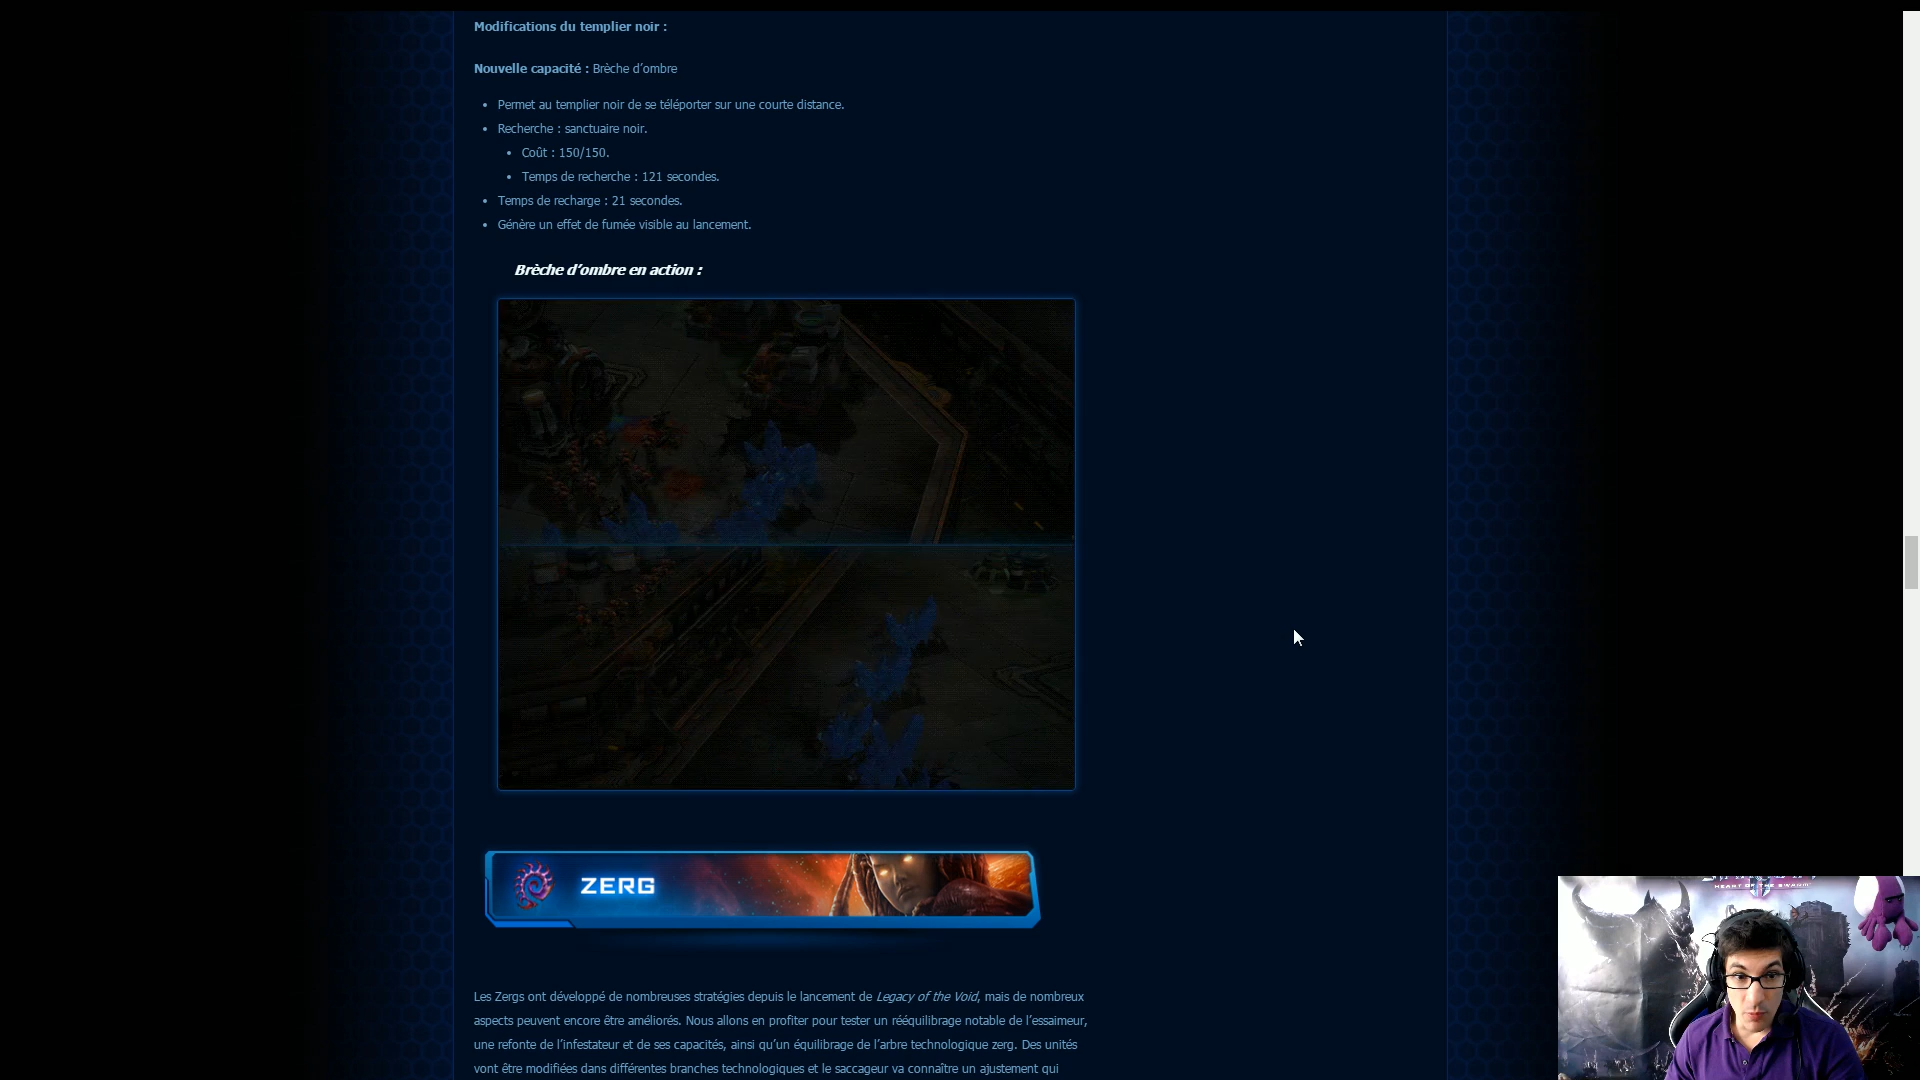 Modifications du templier noir :
Nouvelle capacité : Brèche d’ombre
Permet au templier noir de se téléporter sur une courte distance.
Recherche : sanctuaire noir.
Coût : 150/150.
Temps de recherche : 121 secondes.
Temps de recharge : 21 secondes.
Génère un effet de fumée visible au lancement.
Brèche d’ombre en action :
ZERG
Les Zergs ont développé de nombreuses stratégies depuis le lancement de Legacy of the Void, mais de nombreux
aspects peuvent encore être améliorés. Nous allons en profiter pour tester un rééquilibrage notable de l’essaimeur,
une refonte de l’infestateur et de ses capacités, ainsi qu’un équilibrage de l’arbre technologique zerg. Des unités
vont être modifiées dans différentes branches technologiques et le saccageur va connaître un ajustement qui
HEART OF THE SWARM